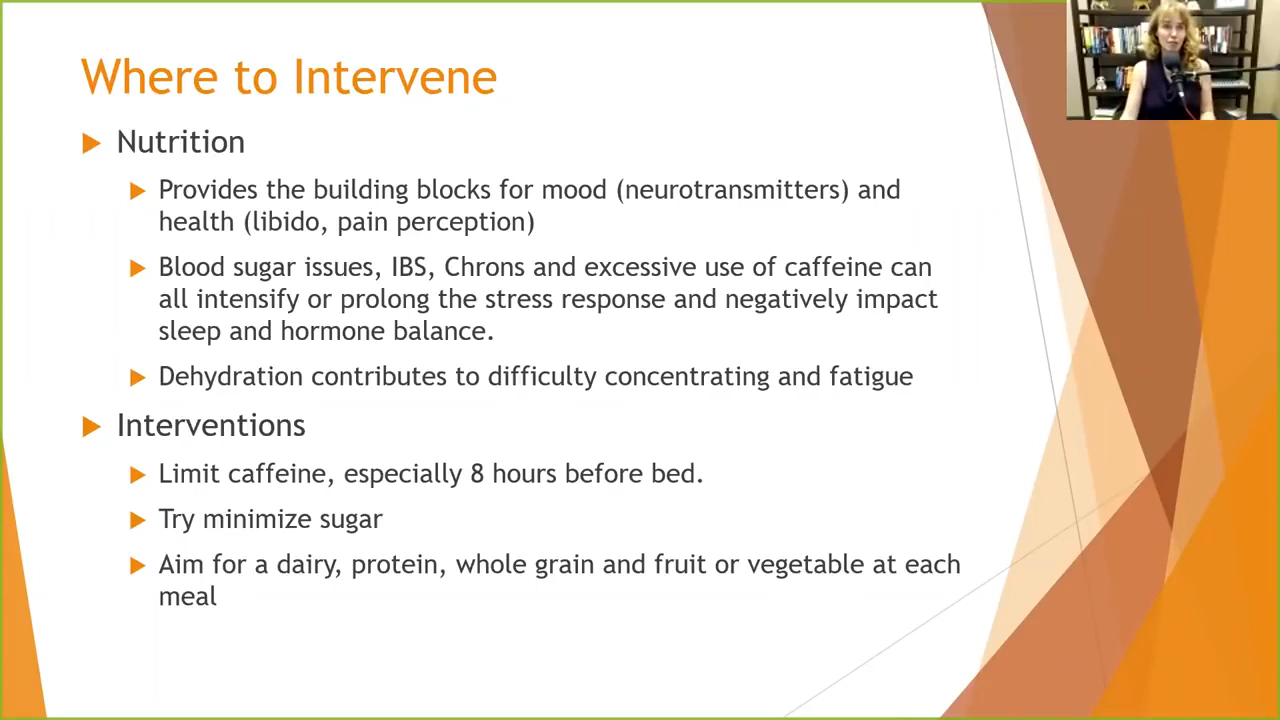 Where to Intervene
Nutrition
Provides the building blocks for mood (neurotransmitters) and
health (libido, pain perception)
Blood sugar issues, IBS, Chrons and excessive use of caffeine can
all intensify or prolong the stress response and negatively impact
sleep and hormone balance.
Dehydration contributes to difficulty concentrating and fatigue
Interventions
Limit caffeine, especially 8 hours before bed.
Try minimize sugar
Aim for a dairy, protein, whole grain and fruit or vegetable at each
meal